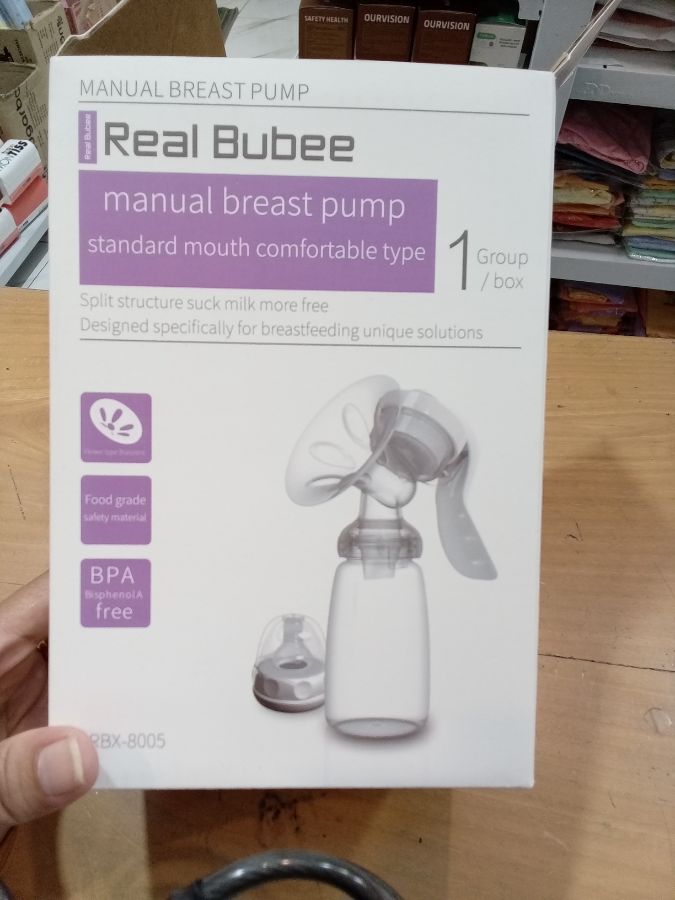 SAFETY HEALTH
OURVISION
OURVISION
MANUAL BREAST PUMP
Real Bubee
Real Bubee
manual breast pump
standard mouth comfortable type
1
Group
/ box
Split structure suck milk more free
Designed specifically for breastfeeding unique solutions
Food grade
safety material
BPA
Bisphenol A
free
RBX-8005